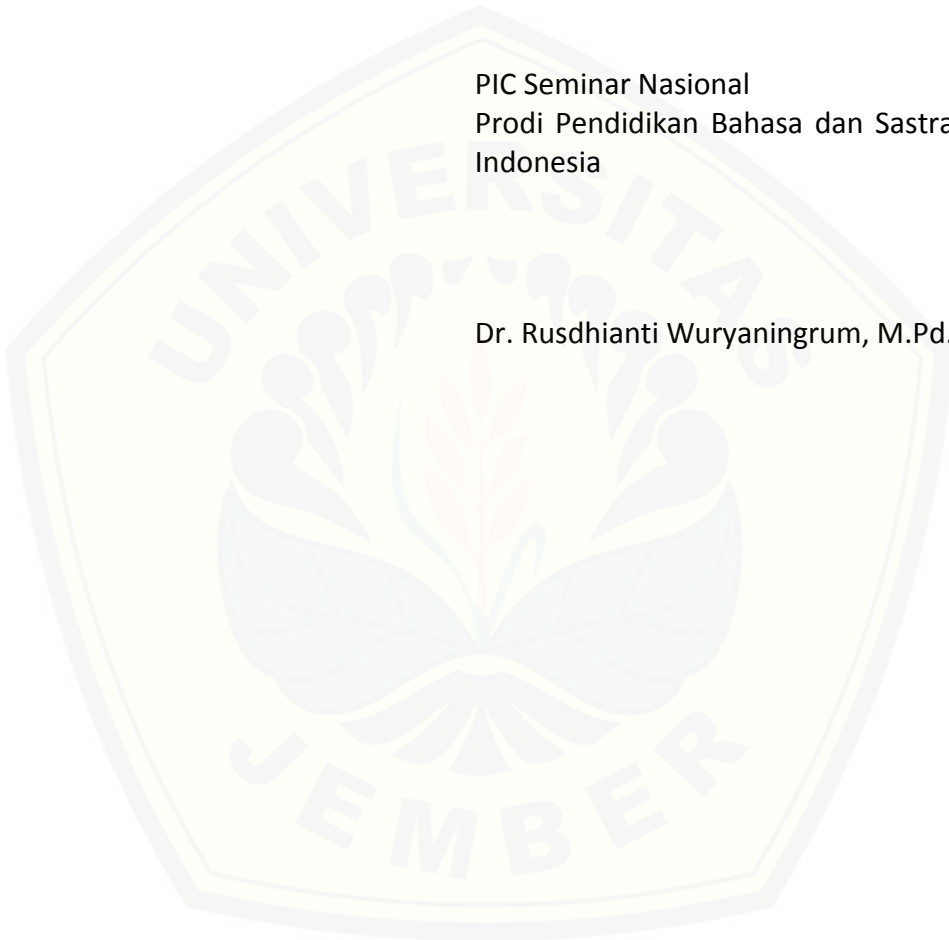 PIC Seminar Nasional
Prodi Pendidikan Bahasa dan Sastra
Indonesia
Dr. Rusdhianti Wuryaningrum, M.Pd.
UNIVERSITAS
JEMBER